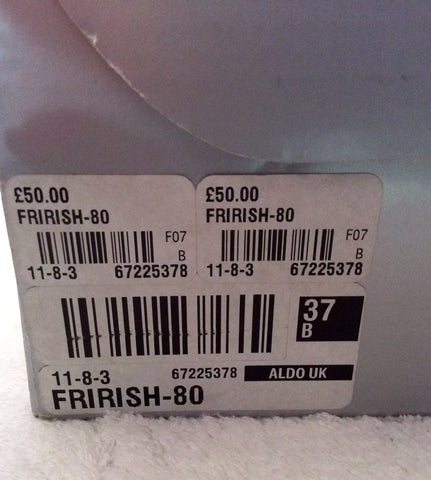 £50.00
FRIRISH-80
F07
B
11-8-3 67225378
£50.00
FRIRISH-80
F07
B
11-8-3 67225378
37
B
11-8-3 67225378 ALDO UK
FRIRISH-80